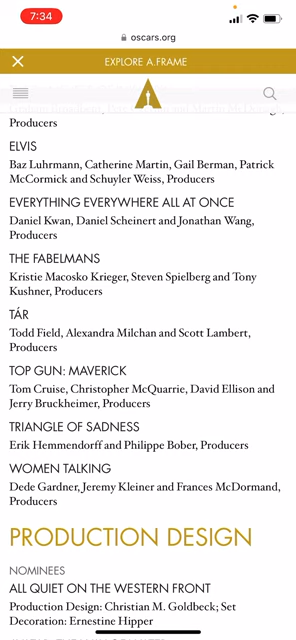 7:34
oscars.org
EXPLORE A.FRAME
Producers
ELVIS
Baz Luhrmann, Catherine Martin, Gail Berman, Patrick
McCormick and Schuyler Weiss, Producers
EVERYTHING EVERYWHERE ALL AT ONCE
Daniel Kwan, Daniel Scheinert and Jonathan Wang,
Producers
THE FABELMANS
Kristie Macosko Krieger, Steven Spielberg and Tony
Kushner, Producers
TÁR
Todd Field, Alexandra Milchan and Scott Lambert,
Producers
TOP GUN: MAVERICK
Tom Cruise, Christopher McQuarrie, David Ellison and
Jerry Bruckheimer, Producers
TRIANGLE OF SADNESS
Erik Hemmendorff and Philippe Bober, Producers
WOMEN TALKING
Dede Gardner, Jeremy Kleiner and Frances McDormand,
Producers
PRODUCTION DESIGN
NOMINEES
ALL QUIET ON THE WESTERN FRONT
Production Design: Christian M. Goldbeck; Set
Decoration: Ernestine Hipper